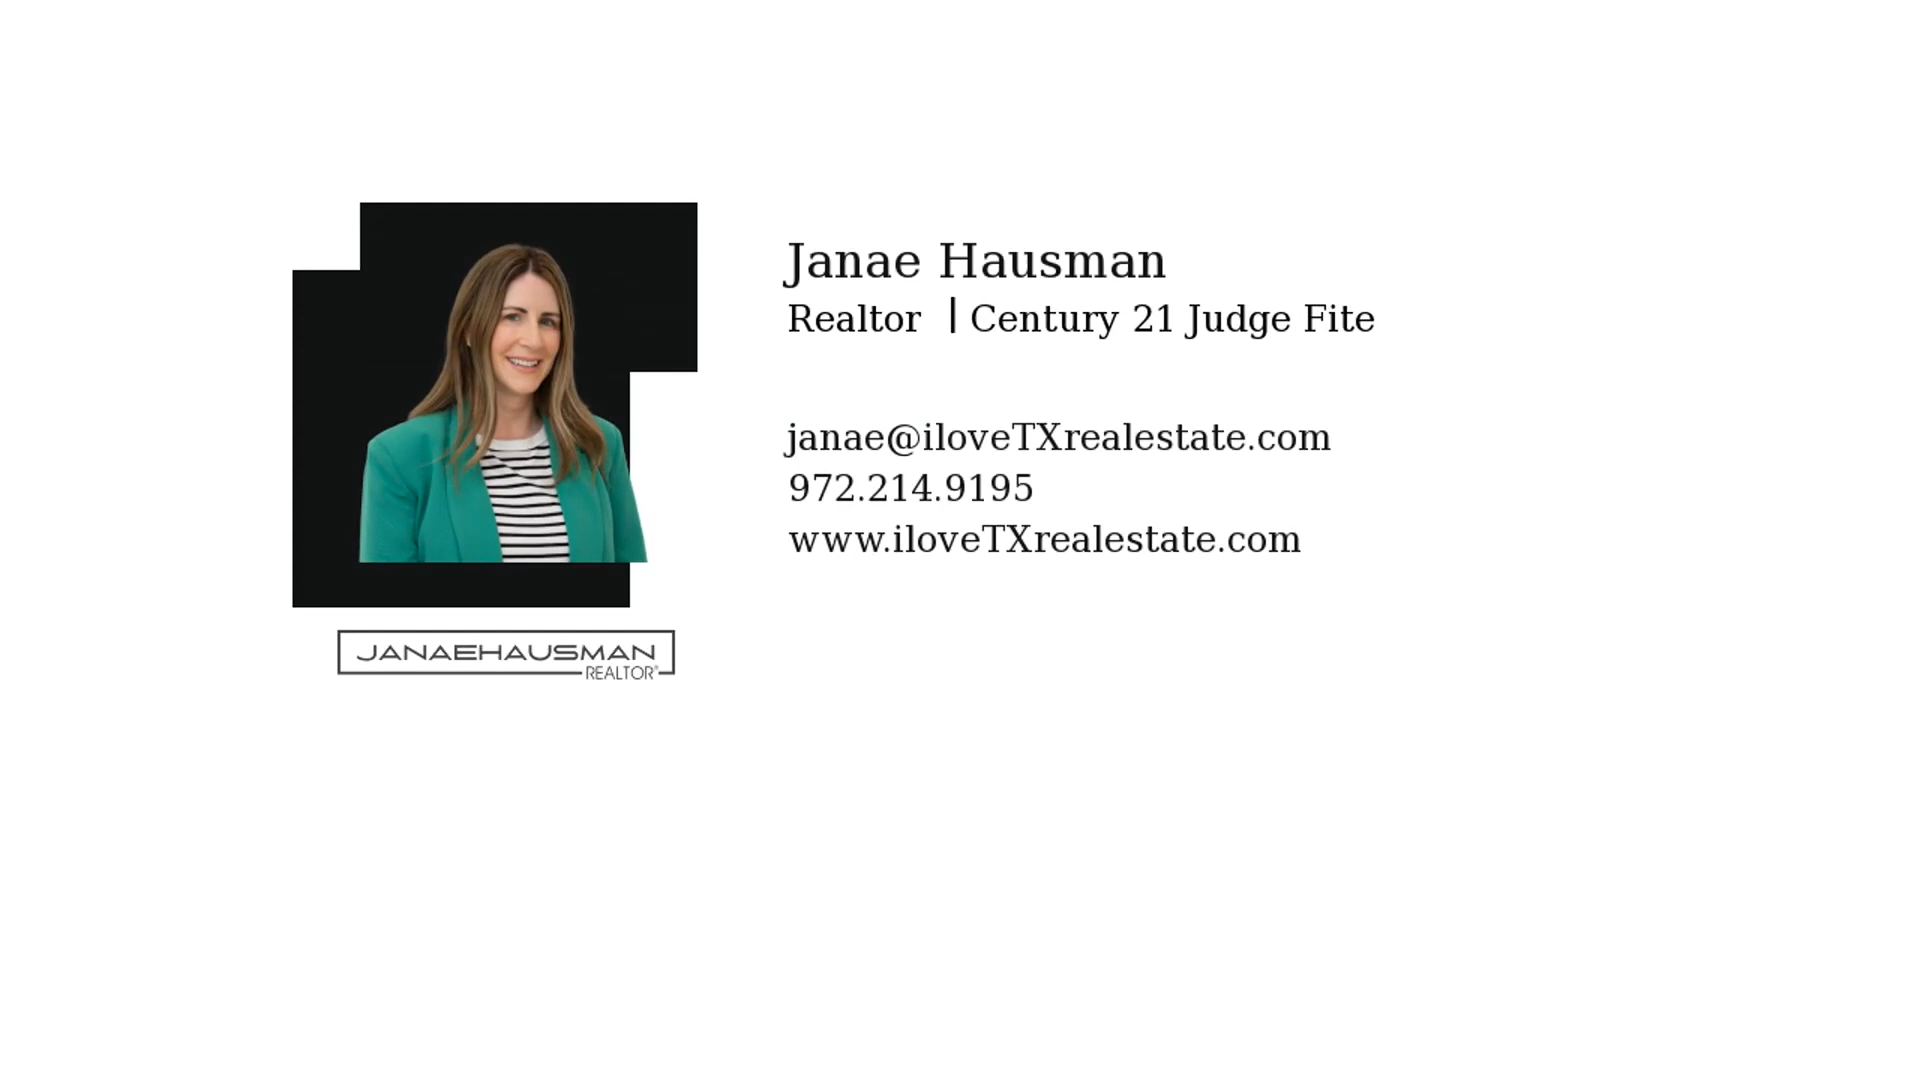 Janae Hausman
Realtor | Century 21 Judge Fite
janae@iloveTXrealestate.com
972.214.9195
www.iloveTXrealestate.com
JANAEHAUSMAN
REALTOR®